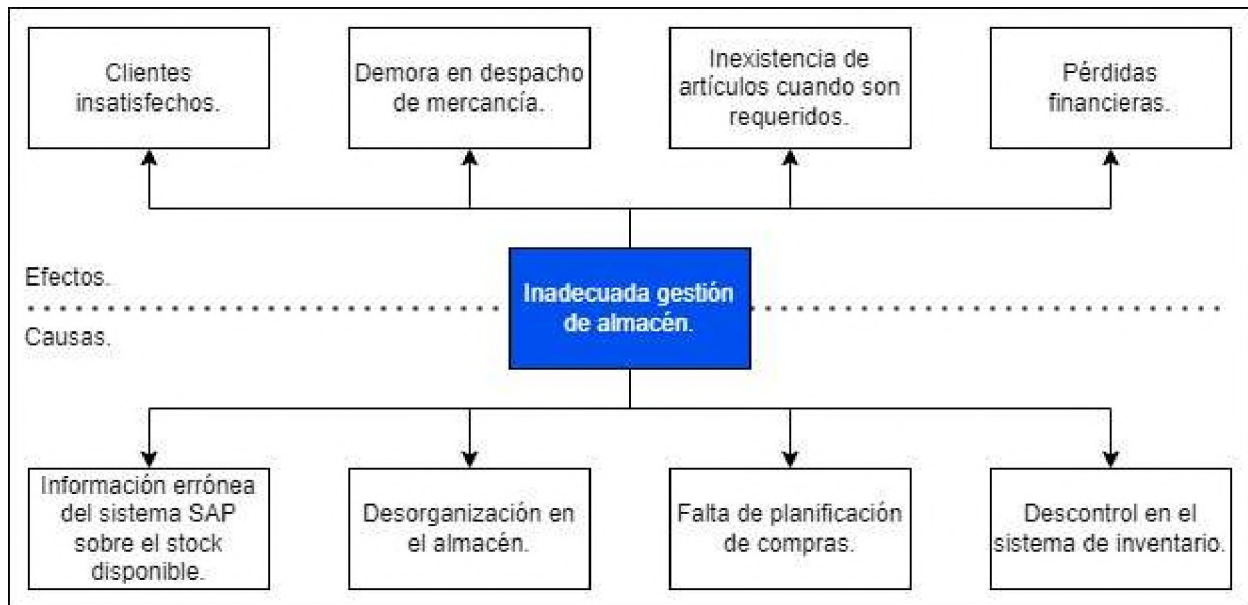 Clientes
insatisfechos.
Demora en despacho
de mercancía.
Inexistencia de
artículos cuando son
requeridos.
Pérdidas
financieras.
Efectos.
Inadecuada gestión
de almacén.
Causas.
Información errónea
del sistema SAP
sobre el stock
disponible.
Desorganización en
el almacén.
Falta de planificación
de compras.
Descontrol en el
sistema de inventario.